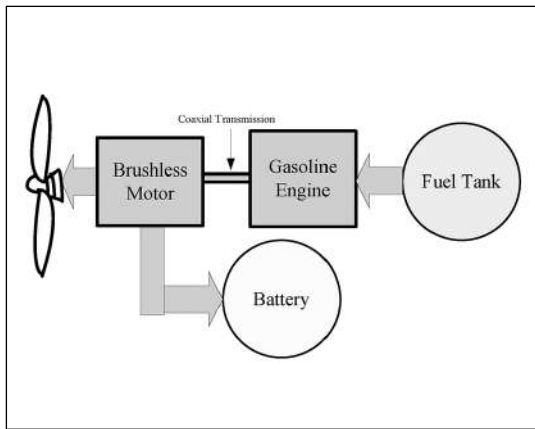 Coaxial Transmission
Brushless
Motor
Gasoline
Engine
Fuel Tank
Battery